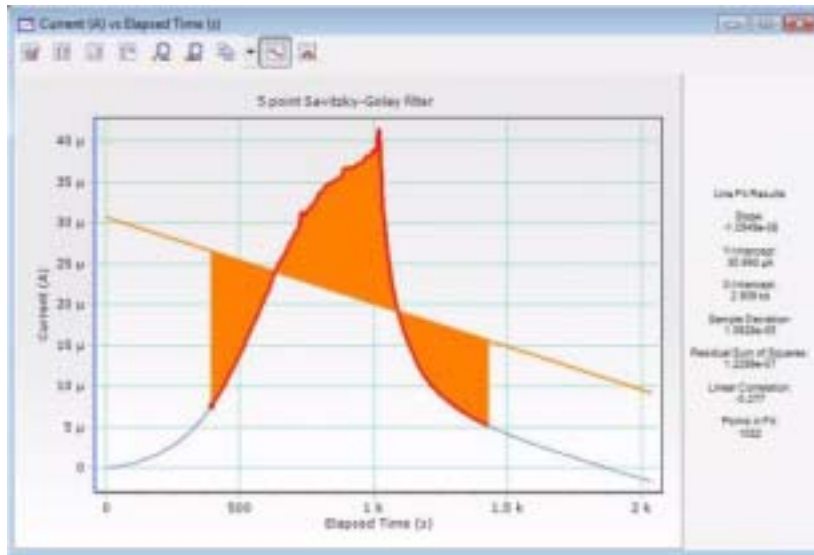 Current (A) vs Elapsed Time (s)
5 point Savitzky-Golay Filter
40 µ
35 µ
30 µ
25 µ
20 µ
15 µ
10 µ
5 µ
0
Current (A)
0 500 1 k 1.5 k 2 k
Elapsed Time (s)
Line Fit Results
Slope:
Y-Intercept:
X-Intercept:
Sample Deviation:
Residual Sum of Squares:
Linear Correlation:
-0.277
Points in Fit: